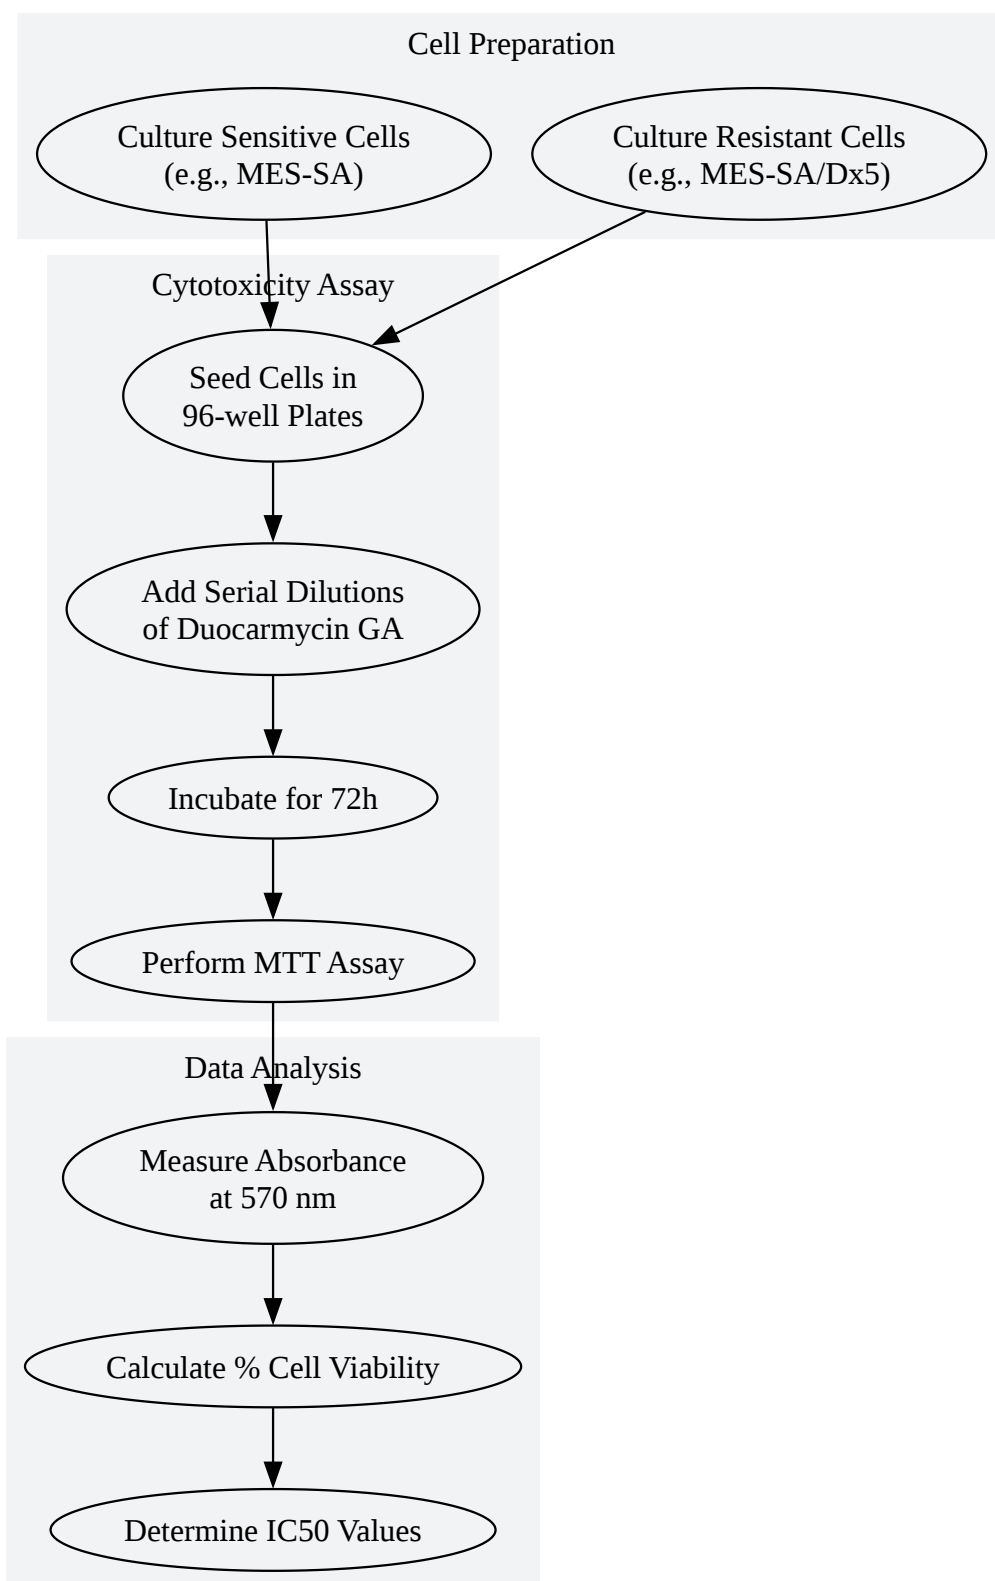 Cell Preparation
Culture Sensitive Cells
(e.g., MES-SA)
Culture Resistant Cells
(e.g., MES-SA/Dx5)
Cytotoxicity Assay
Seed Cells in
96-well Plates
Add Serial Dilutions
of Duocarmycin GA
Incubate for 72h
Perform MTT Assay
Data Analysis
Measure Absorbance
at 570 nm
Calculate % Cell Viability
Determine IC50 Values